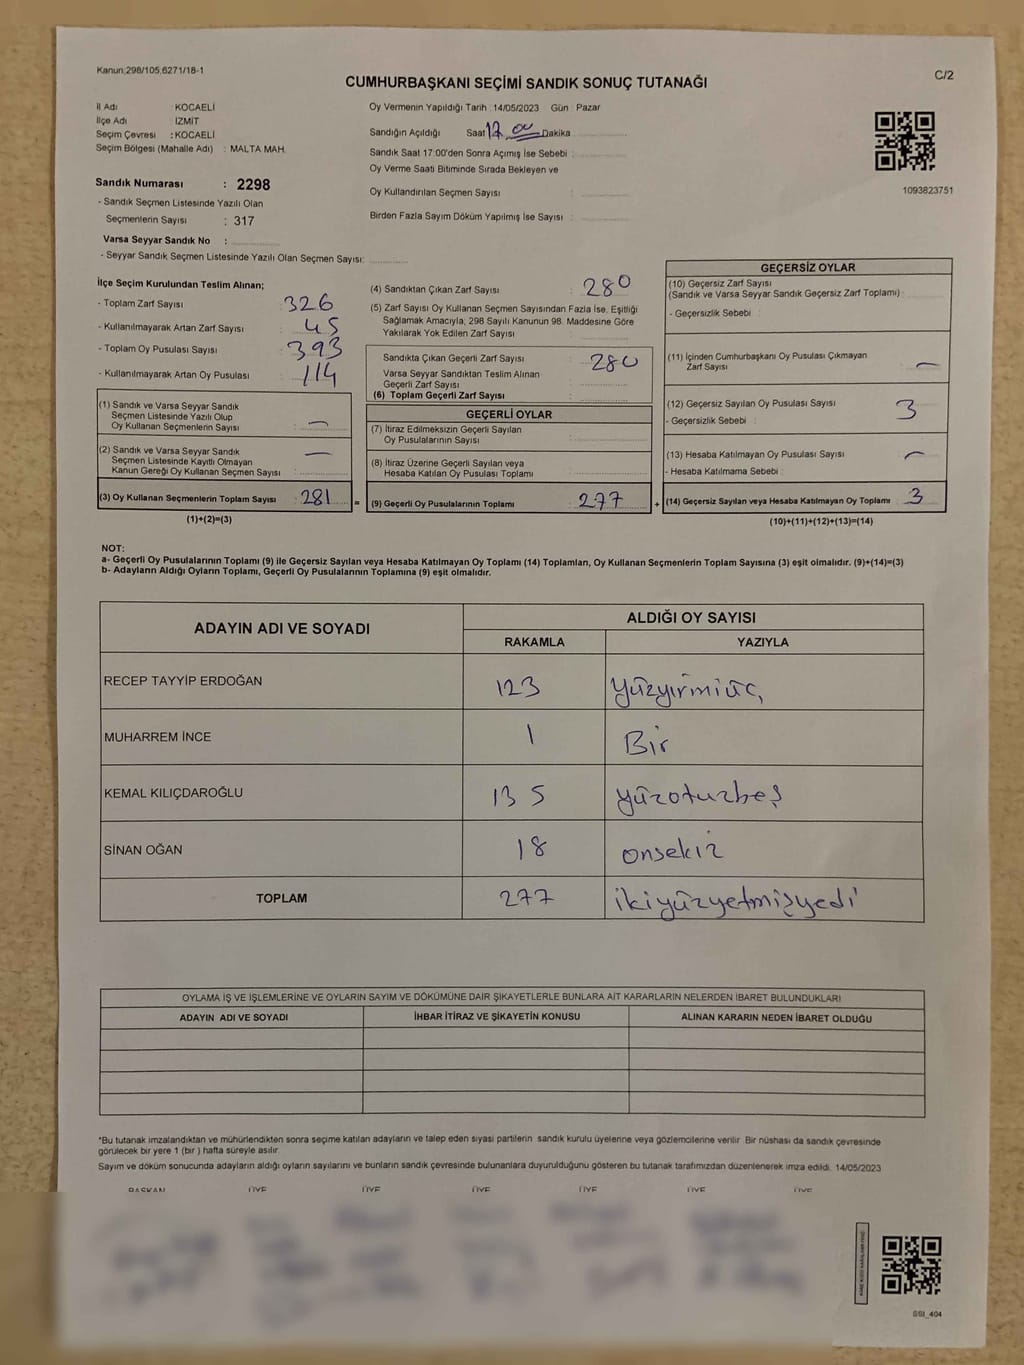 Kanun;298/105,6271/18-1
C/2
CUMHURBAŞKANI SEÇİMİ SANDIK SONUÇ TUTANAĞI
İl Adı : KOCAELİ
İlçe Adı : İZMİT
Seçim Çevresi : KOCAELİ
Seçim Bölgesi (Mahalle Adı) : MALTA MAH.
Sandık Numarası : 2298
- Sandık Seçmen Listesinde Yazılı Olan
Seçmenlerin Sayısı : 317
Varsa Seyyar Sandık No :
- Seyyar Sandık Seçmen Listesinde Yazılı Olan Seçmen Sayısı:
Oy Vermenin Yapıldığı Tarih : 14/05/2023 Gün : Pazar
Sandığın Açıldığı Saat 17 00 Dakika
Sandık Saat 17:00'den Sonra Açımış İse Sebebi :
Oy Verme Saati Bitiminde Sırada Bekleyen ve
Oy Kullandırılan Seçmen Sayısı :
Birden Fazla Sayım Döküm Yapılmış İse Sayısı :
1093823751
İlçe Seçim Kurulundan Teslim Alınan;
- Toplam Zarf Sayısı : 326
- Kullanılmayarak Artan Zarf Sayısı : 45
- Toplam Oy Pusulası Sayısı : 393
- Kullanılmayarak Artan Oy Pusulası : 114
(1) Sandık ve Varsa Seyyar Sandık
Seçmen Listesinde Yazılı Olup
Oy Kullanan Seçmenlerin Sayısı : —
(2) Sandık ve Varsa Seyyar Sandık
Seçmen Listesinde Kayıtlı Olmayan
Kanun Gereği Oy Kullanan Seçmen Sayısı : —
(3) Oy Kullanan Seçmenlerin Toplam Sayısı : 281 =
(1)+(2)=(3)
(4) Sandıktan Çıkan Zarf Sayısı : 280
(5) Zarf Sayısı Oy Kullanan Seçmen Sayısından Fazla İse, Eşitliği
Sağlamak Amacıyla, 298 Sayılı Kanunun 98. Maddesine Göre
Yakılarak Yok Edilen Zarf Sayısı :
Sandıkta Çıkan Geçerli Zarf Sayısı : 280
Varsa Seyyar Sandıktan Teslim Alınan
Geçerli Zarf Sayısı :
(6) Toplam Geçerli Zarf Sayısı :
GEÇERLİ OYLAR
(7) İtiraz Edilmeksizin Geçerli Sayılan
Oy Pusulalarının Sayısı :
(8) İtiraz Üzerine Geçerli Sayılan veya
Hesaba Katılan Oy Pusulası Toplamı :
(9) Geçerli Oy Pusulalarının Toplamı : 277 +
GEÇERSİZ OYLAR
(10) Geçersiz Zarf Sayısı
(Sandık ve Varsa Seyyar Sandık Geçersiz Zarf Toplamı) :
- Geçersizlik Sebebi :
(11) İçinden Cumhurbaşkanı Oy Pusulası Çıkmayan
Zarf Sayısı : —
(12) Geçersiz Sayılan Oy Pusulası Sayısı : 3
- Geçersizlik Sebebi :
(13) Hesaba Katılmayan Oy Pusulası Sayısı : —
- Hesaba Katılmama Sebebi :
(14) Geçersiz Sayılan veya Hesaba Katılmayan Oy Toplamı : 3
(10)+(11)+(12)+(13)=(14)
NOT:
a- Geçerli Oy Pusulalarının Toplamı (9) ile Geçersiz Sayılan veya Hesaba Katılmayan Oy Toplamı (14) Toplamları, Oy Kullanan Seçmenlerin Toplam Sayısına (3) eşit olmalıdır. (9)+(14)=(3)
b- Adayların Aldığı Oyların Toplamı, Geçerli Oy Pusulalarının Toplamına (9) eşit olmalıdır.
ADAYIN ADI VE SOYADI
ALDIĞI OY SAYISI
RAKAMLA YAZIYLA
RECEP TAYYİP ERDOĞAN 123 Yüzyirmiüç
MUHARREM İNCE 1 Bir
KEMAL KILIÇDAROĞLU 135 yüzotuzbeş
SİNAN OĞAN 18 onsekiz
TOPLAM 277 ikiyüzyetmişyedi
OYLAMA İŞ VE İŞLEMLERİNE VE OYLARIN SAYIM VE DÖKÜMÜNE DAİR ŞİKAYETLERLE BUNLARA AİT KARARLARIN NELERDEN İBARET BULUNDUKLARI
ADAYIN ADI VE SOYADI İHBAR İTİRAZ VE ŞİKAYETİN KONUSU ALINAN KARARIN NEDEN İBARET OLDUĞU
*Bu tutanak imzalandıktan ve mühürlendikten sonra seçime katılan adayların ve talep eden siyasi partilerin sandık kurulu üyelerine veya gözlemcilerine verilir. Bir nüshası da sandık çevresinde
görülecek bir yere 1 (bir) hafta süreyle asılır.
Sayım ve döküm sonucunda adayların aldığı oyların sayılarını ve bunların sandık çevresinde bulunanlara duyurulduğunu gösteren bu tutanak tarafımızdan düzenlenerek imza edildi. 14/05/2023
BAŞKAN ÜYE ÜYE ÜYE ÜYE ÜYE ÜYE
SSI_404